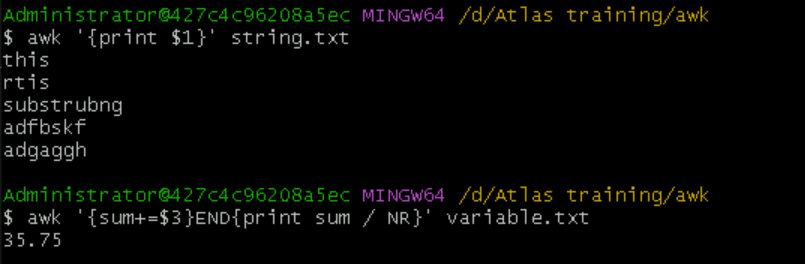 Administrator@427c4c96208a5ec MINGW64 /d/Atlas training/awk
$ awk '{print $1}' string.txt
this
rtis
substrubng
adfbskf
adgaggh
Administrator@427c4c96208a5ec MINGW64 /d/Atlas training/awk
$ awk '{sum+=$3}END{print sum / NR}' variable.txt
35.75